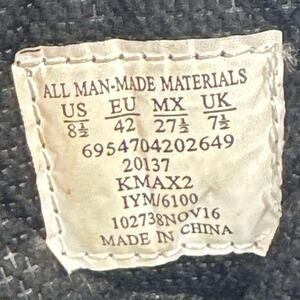 ALL MAN-MADE MATERIALS
US EU MX UK
8½ 42 27½ 7½
6954704202649
20137
KMAX2
IYM/6100
102738NOV16
MADE IN CHINA